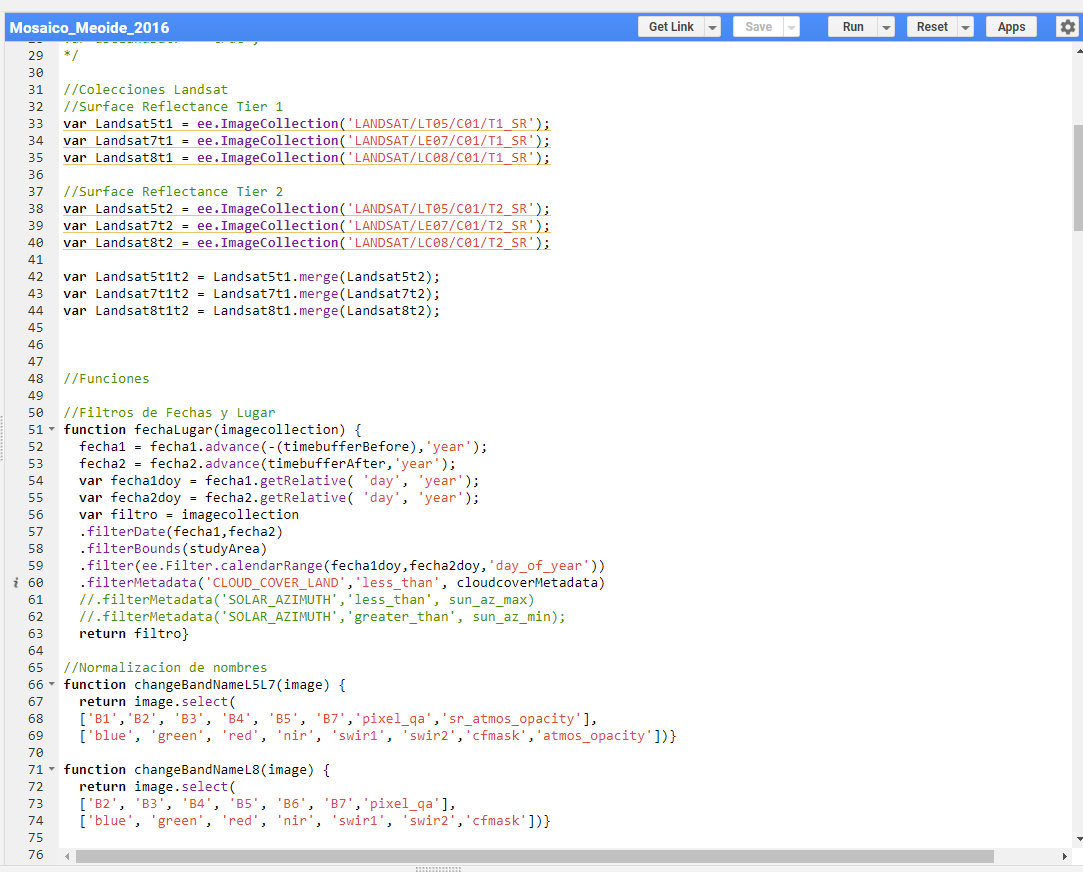 Mosaico_Meoide_2016 Get Link Save Run Reset Apps
29 */
30
31 //Colecciones Landsat
32 //Surface Reflectance Tier 1
33 var Landsat5t1 = ee.ImageCollection('LANDSAT/LT05/C01/T1_SR');
34 var Landsat7t1 = ee.ImageCollection('LANDSAT/LE07/C01/T1_SR');
35 var Landsat8t1 = ee.ImageCollection('LANDSAT/LC08/C01/T1_SR');
36
37 //Surface Reflectance Tier 2
38 var Landsat5t2 = ee.ImageCollection('LANDSAT/LT05/C01/T2_SR');
39 var Landsat7t2 = ee.ImageCollection('LANDSAT/LE07/C01/T2_SR');
40 var Landsat8t2 = ee.ImageCollection('LANDSAT/LC08/C01/T2_SR');
41
42 var Landsat5t1t2 = Landsat5t1.merge(Landsat5t2);
43 var Landsat7t1t2 = Landsat7t1.merge(Landsat7t2);
44 var Landsat8t1t2 = Landsat8t1.merge(Landsat8t2);
45
46
47
48 //Funciones
49
50 //Filtros de Fechas y Lugar
51 function fechaLugar(imagecollection) {
52 fecha1 = fecha1.advance(-(timebufferBefore),'year');
53 fecha2 = fecha2.advance(timebufferAfter,'year');
54 var fecha1doy = fecha1.getRelative( 'day', 'year');
55 var fecha2doy = fecha2.getRelative( 'day', 'year');
56 var filtro = imagecollection
57 .filterDate(fecha1,fecha2)
58 .filterBounds(studyArea)
59 .filter(ee.Filter.calendarRange(fecha1doy,fecha2doy,'day_of_year'))
i 60 .filterMetadata('CLOUD_COVER_LAND','less_than', cloudcoverMetadata)
61 //.filterMetadata('SOLAR_AZIMUTH','less_than', sun_az_max)
62 //.filterMetadata('SOLAR_AZIMUTH','greater_than', sun_az_min);
63 return filtro}
64
65 //Normalizacion de nombres
66 function changeBandNameL5L7(image) {
67 return image.select(
68 ['B1','B2', 'B3', 'B4', 'B5', 'B7','pixel_qa','sr_atmos_opacity'],
69 ['blue', 'green', 'red', 'nir', 'swir1', 'swir2','cfmask','atmos_opacity'])}
70
71 function changeBandNameL8(image) {
72 return image.select(
73 ['B2', 'B3', 'B4', 'B5', 'B6', 'B7','pixel_qa'],
74 ['blue', 'green', 'red', 'nir', 'swir1', 'swir2','cfmask'])}
75
76